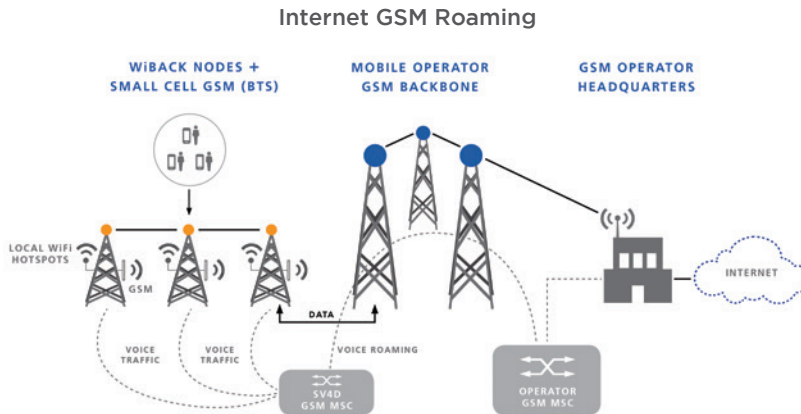 Internet GSM Roaming
WiBACK NODES +
SMALL CELL GSM (BTS)
MOBILE OPERATOR
GSM BACKBONE
GSM OPERATOR
HEADQUARTERS
LOCAL WiFi
HOTSPOTS
GSM
INTERNET
DATA
VOICE
TRAFFIC
VOICE
TRAFFIC
VOICE ROAMING
SV4D
GSM MSC
OPERATOR
GSM MSC